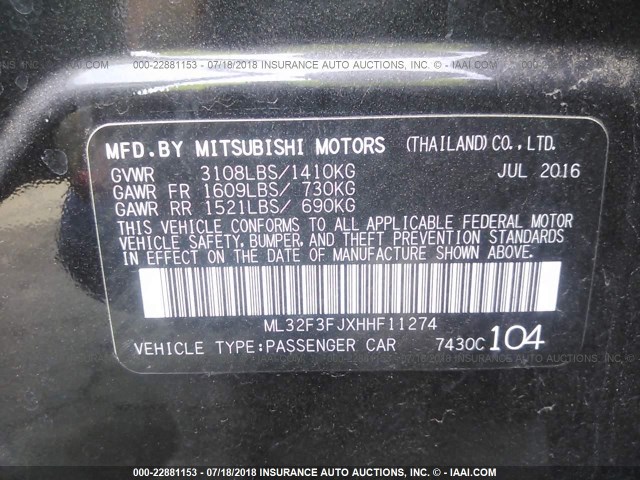 000-22881153 - 07/18/2018 INSURANCE AUTO AUCTIONS, INC. - IAAI.COM
MFD.BY MITSUBISHI MOTORS (THAILAND)CO.,LTD.
GVWR 3108LBS/1410KG JUL 2016
GAWR FR 1609LBS/ 730KG
GAWR RR 1521LBS/ 690KG
THIS VEHICLE CONFORMS TO ALL APPLICABLE FEDERAL MOTOR
VEHICLE SAFETY, BUMPER, AND THEFT PREVENTION STANDARDS
IN EFFECT ON THE DATE OF MANUFACTURE SHOWN ABOVE.
ML32F3FJXHHF11274
VEHICLE TYPE:PASSENGER CAR 7430C 104
000-22881153 - 07/18/2018 INSURANCE AUTO AUCTIONS, INC. - IAAI.COM